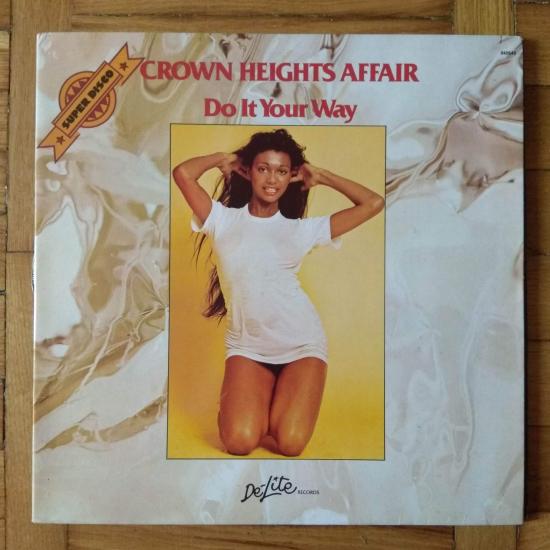 CROWN HEIGHTS AFFAIR
Do It Your Way
SUPER DISCO
De-Lite RECORDS